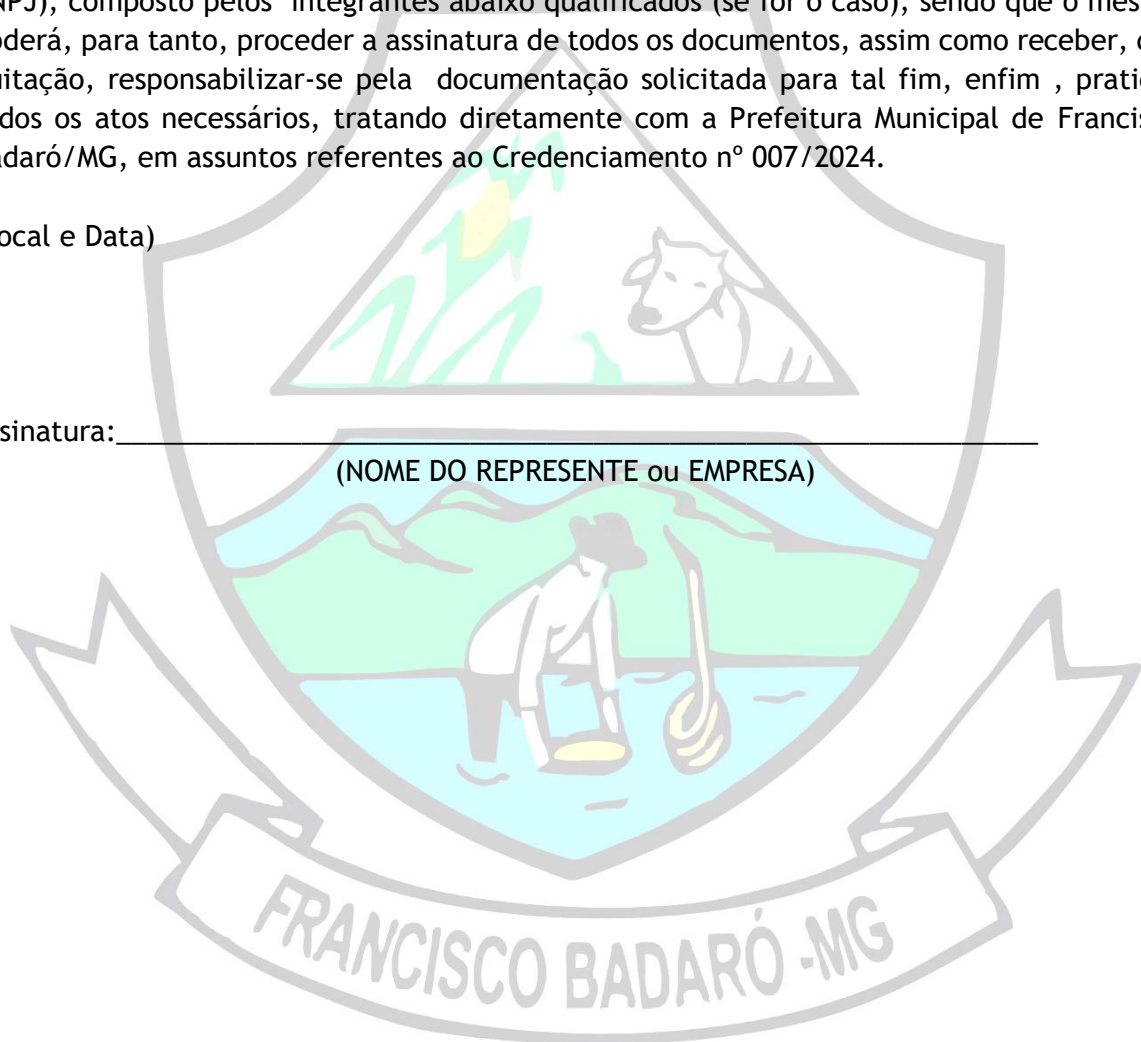 NPJ), composto pelos integrantes abaixo qualificados (se for o caso), sendo que o mes
oderá, para tanto, proceder a assinatura de todos os documentos, assim como receber,
uitação, responsabilizar-se pela documentação solicitada para tal fim, enfim , pratic
dos os atos necessários, tratando diretamente com a Prefeitura Municipal de Francis
adaró/MG, em assuntos referentes ao Credenciamento nº 007/2024.
ocal e Data)
sinatura:____________________________________________________________
(NOME DO REPRESENTE ou EMPRESA)
FRANCISCO BADARÓ -MG